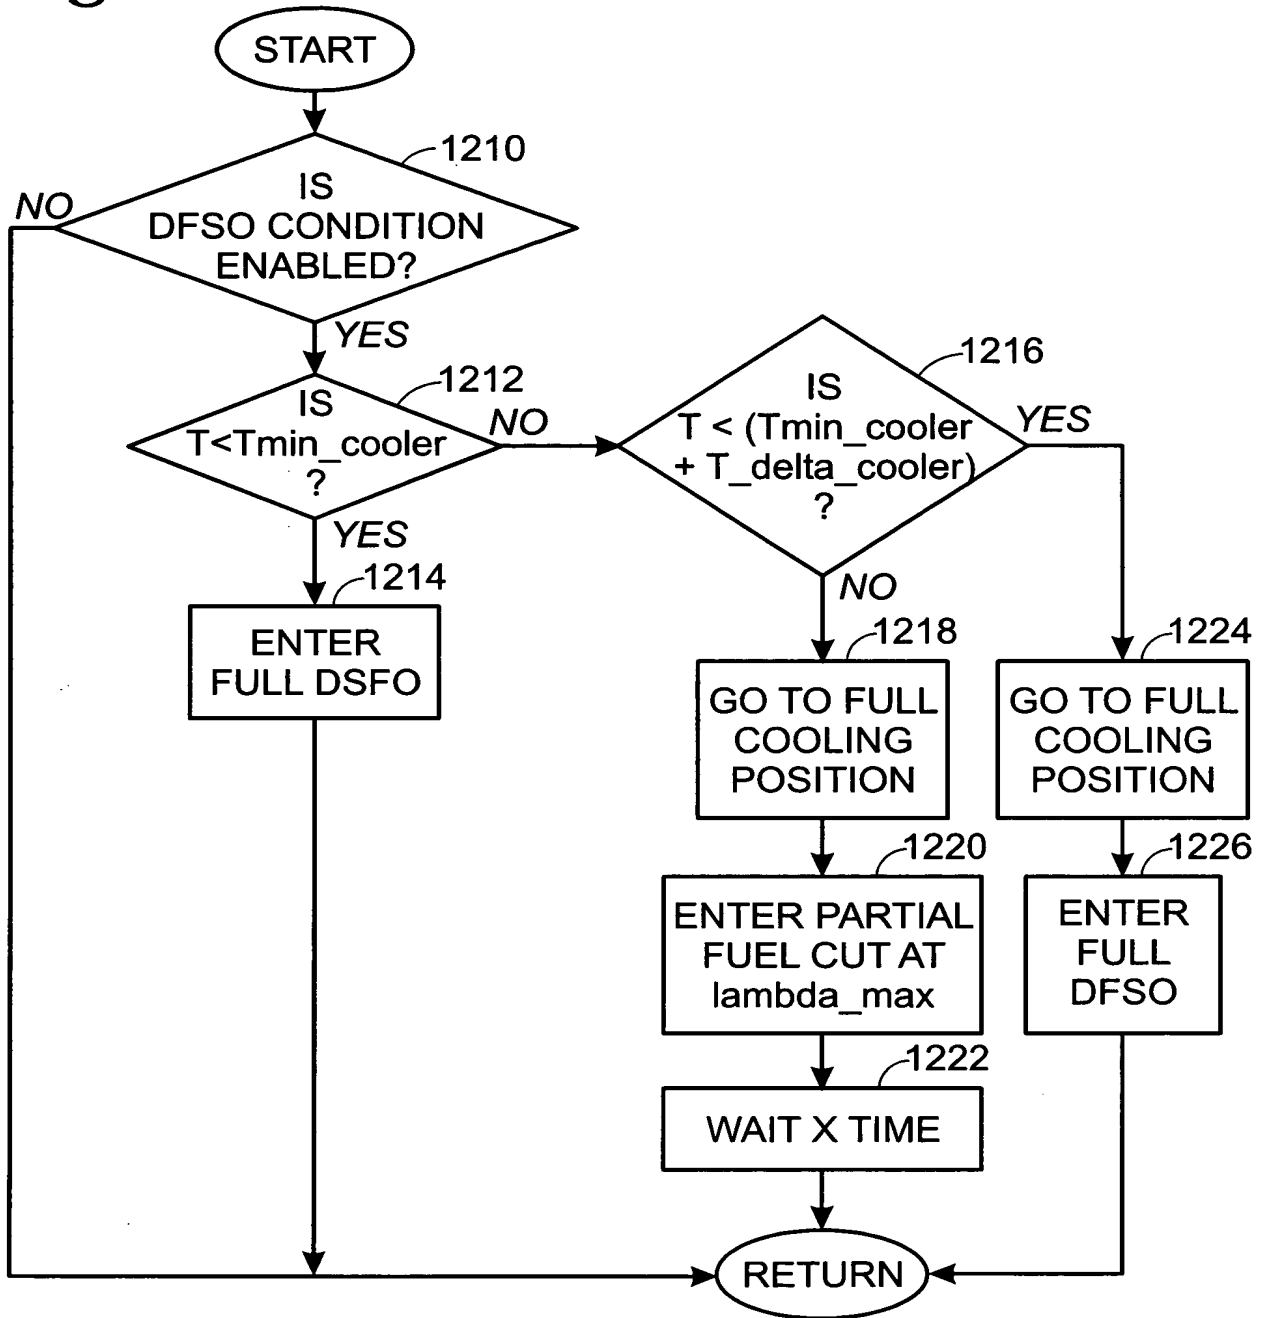 START
1210
NO
IS
DFSO CONDITION
ENABLED?
YES
1212
IS
T<Tmin_cooler
?
NO
1216
IS
T < (Tmin_cooler
+ T_delta_cooler)
?
YES
YES
1214
ENTER
FULL DSFO
NO
1218
GO TO FULL
COOLING
POSITION
1224
GO TO FULL
COOLING
POSITION
1220
ENTER PARTIAL
FUEL CUT AT
lambda_max
1226
ENTER
FULL
DFSO
1222
WAIT X TIME
RETURN